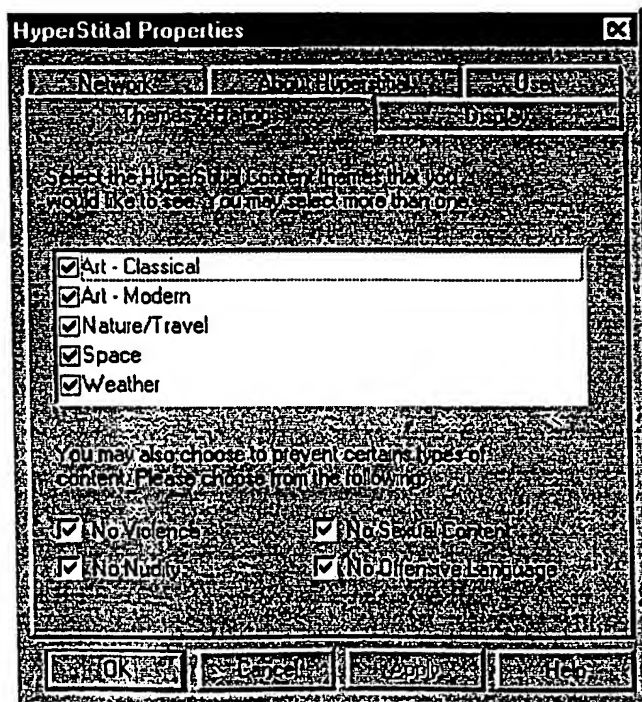 HyperStital Properties
Network About Hyperstitial User
Themes & Ratings Display
Select the HyperStitial Content themes that you
would like to see. You may select more than one.
Art - Classical
Art - Modern
Nature/Travel
Space
Weather
You may also choose to prevent certains types of
content. Please choose from the following:
No Violence No Sexual Content
No Nudity No Offensive Language
OK Cancel Apply Help